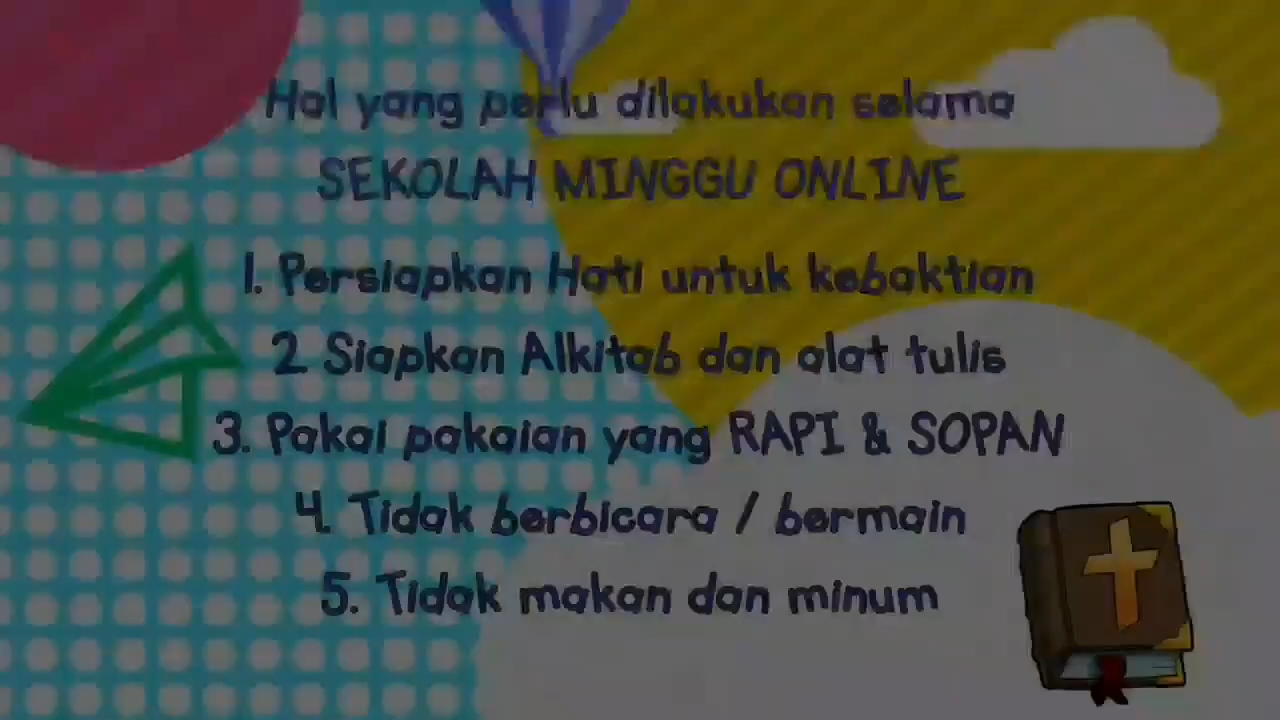 Hal yang perlu dilakukan selama
SEKOLAH MINGGU ONLINE
1. Persiapkan Hati untuk kebaktian
2. Siapkan Alkitab dan alat tulis
3. Pakai pakaian yang RAPI & SOPAN
4. Tidak berbicara / bermain
5. Tidak makan dan minum